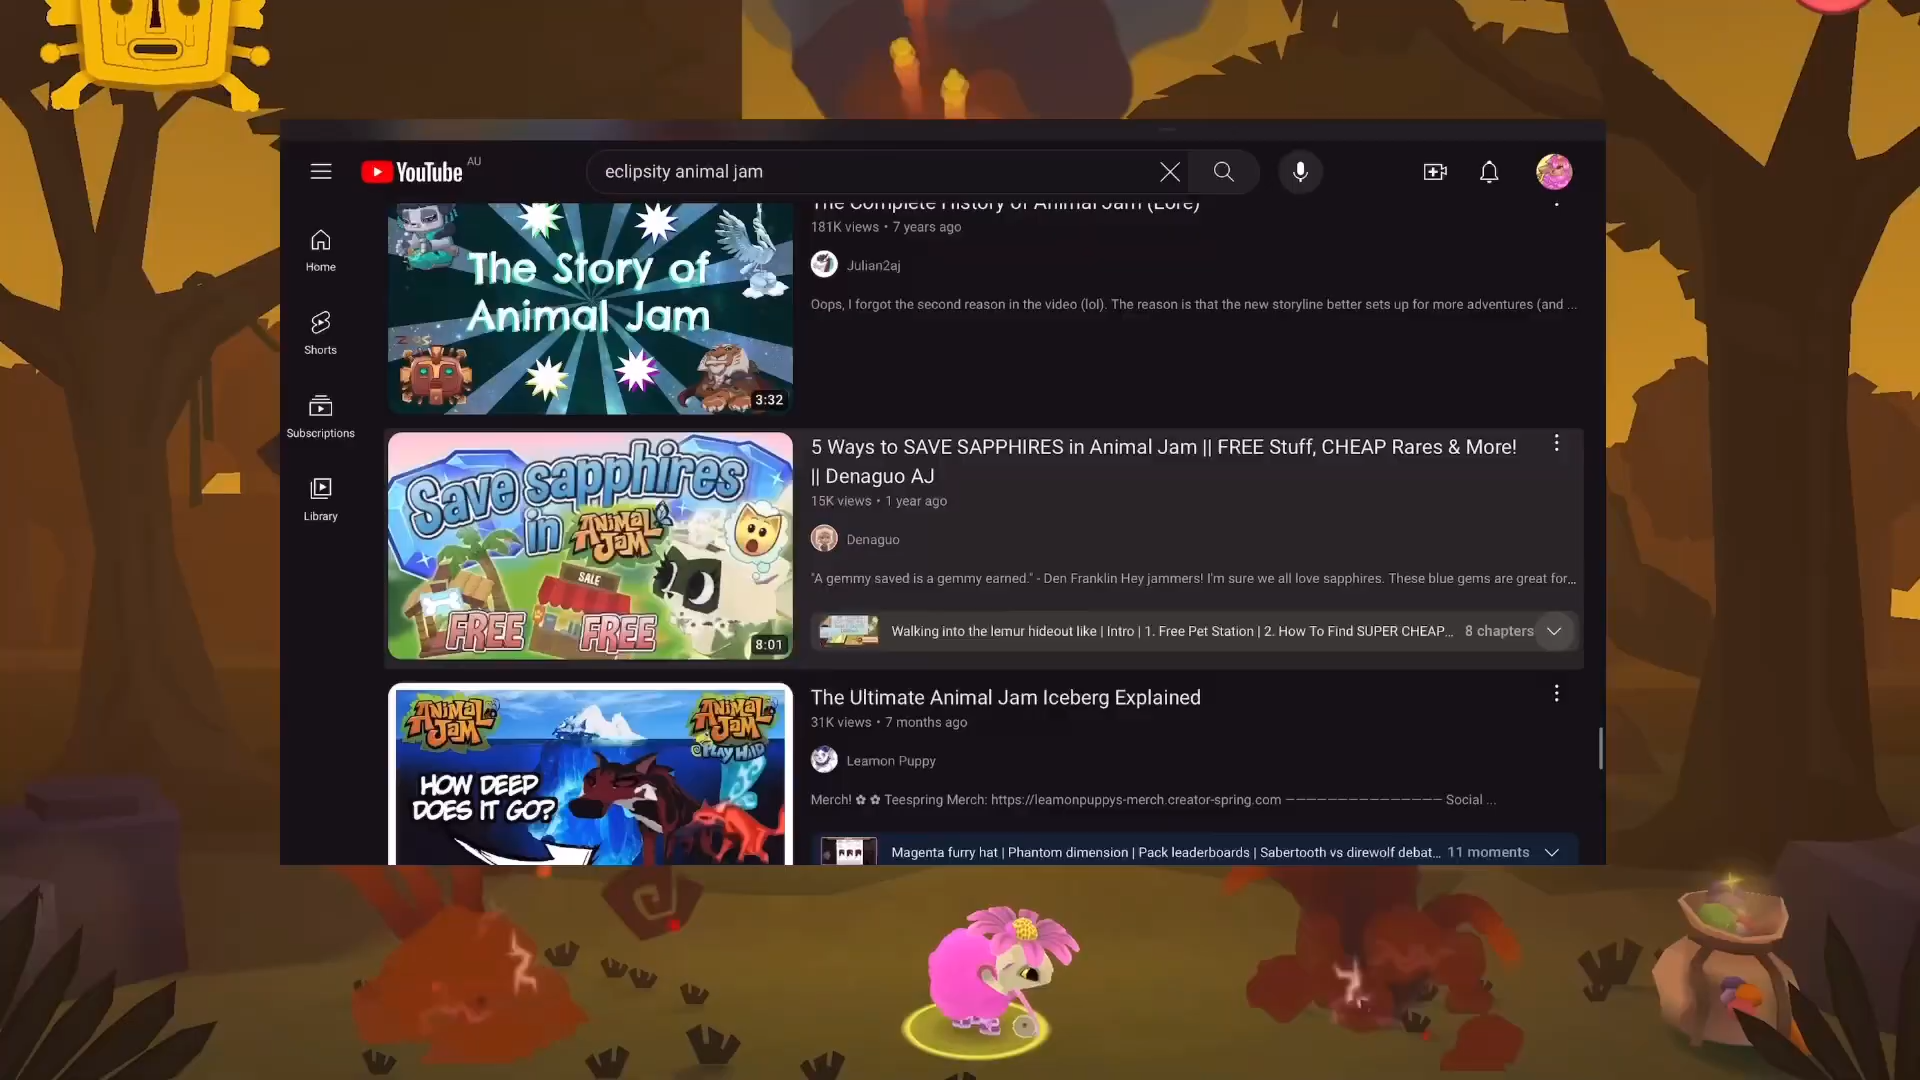 YouTube AU
eclipsity animal jam
Home
Shorts
Subscriptions
Library
The Story of
Animal Jam
3:32
The Complete History of Animal Jam (Lore)
181K views • 7 years ago
Julian2aj
Oops, I forgot the second reason in the video (lol). The reason is that the new storyline better sets up for more adventures (and ...
Save sapphires
in ANIMAL JAM
SALE
FREE FREE
8:01
5 Ways to SAVE SAPPHIRES in Animal Jam || FREE Stuff, CHEAP Rares & More!
|| Denaguo AJ
15K views • 1 year ago
Denaguo
"A gemmy saved is a gemmy earned." - Den Franklin Hey jammers! I'm sure we all love sapphires. These blue gems are great for...
Walking into the lemur hideout like | Intro | 1. Free Pet Station | 2. How To Find SUPER CHEAP... 8 chapters
ANIMAL JAM
ANIMAL JAM
PLAY WILD
HOW DEEP
DOES IT GO?
The Ultimate Animal Jam Iceberg Explained
31K views • 7 months ago
Leamon Puppy
Merch! ✿ ✿ Teespring Merch: https://leamonpuppys-merch.creator-spring.com ———————————————— Social ...
Magenta furry hat | Phantom dimension | Pack leaderboards | Sabertooth vs direwolf debat... 11 moments